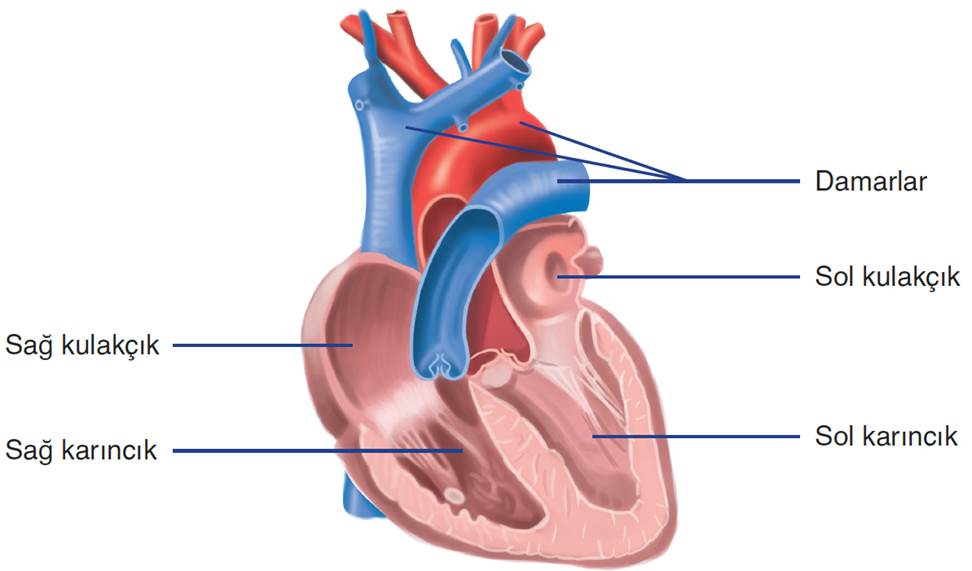 Damarlar
Sol kulakçık
Sağ kulakçık
Sol karıncık
Sağ karıncık